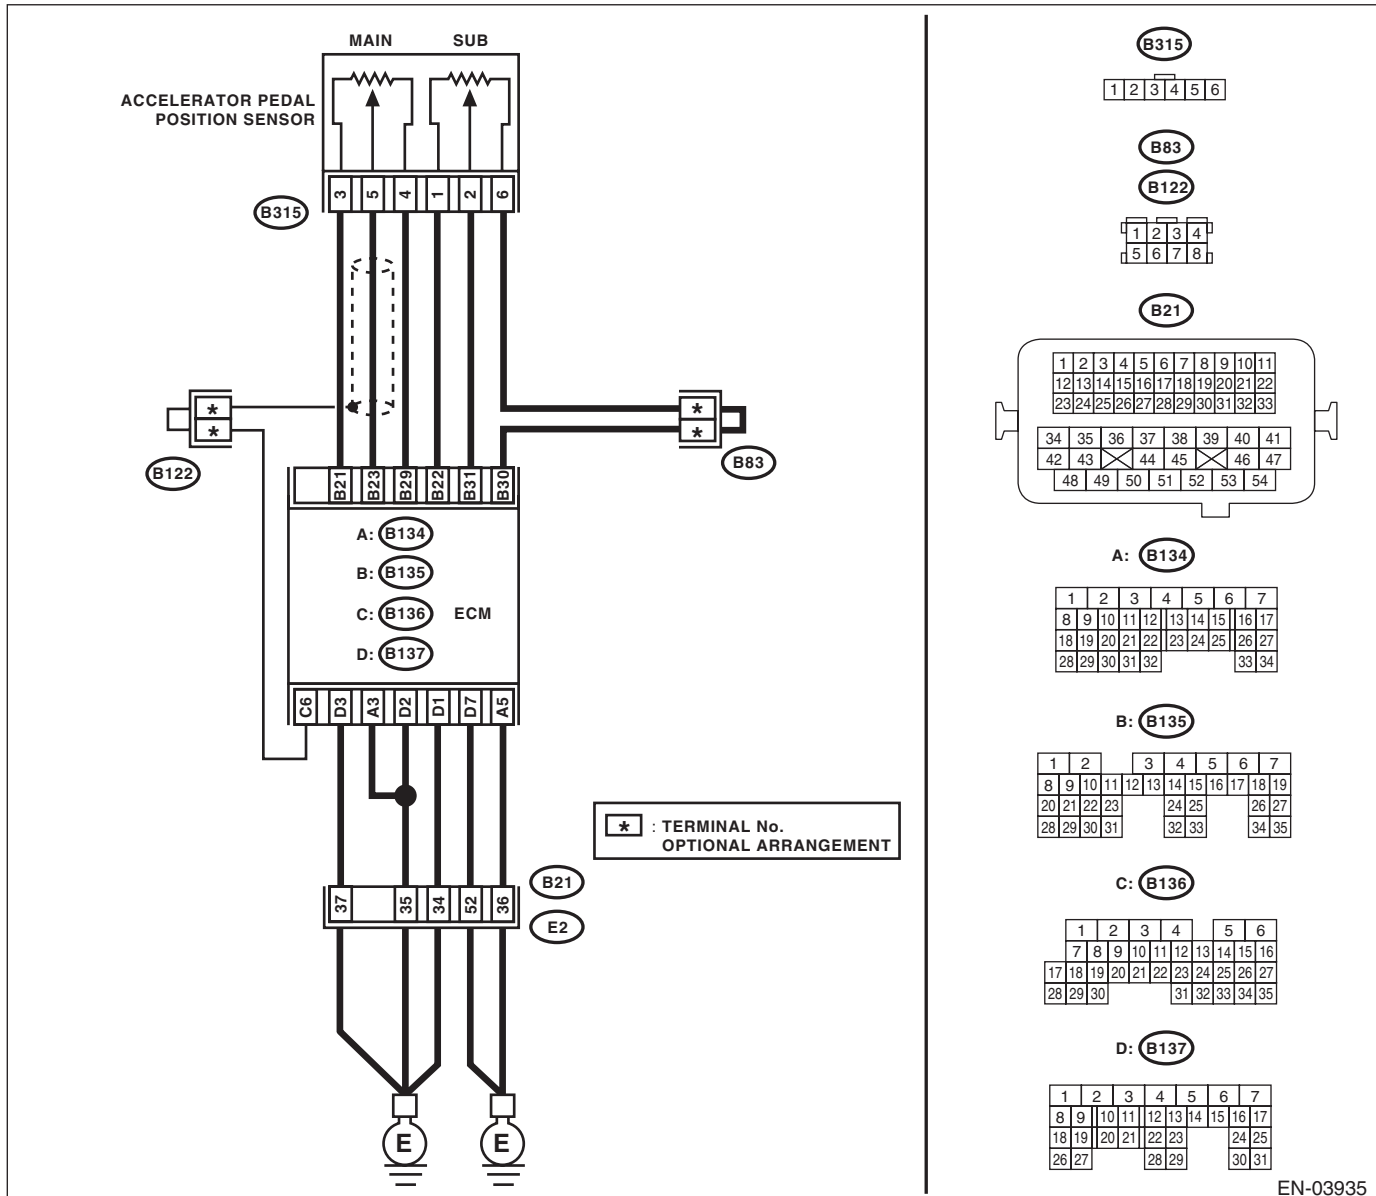 MAIN SUB
ACCELERATOR PEDAL
POSITION SENSOR
3 5 4 1 2 6
B315
* *
B122
* *
B83
B21 B23 B29 B22 B31 B30
A: B134
B: B135
C: B136 ECM
D: B137
C6 D3 A3 D2 D1 D7 A5
* : TERMINAL No.
OPTIONAL ARRANGEMENT
37 35 34 52 36
B21
E2
E E
B315
1 2 3 4 5 6
B83
B122
1 2 3 4
5 6 7 8
B21
1 2 3 4 5 6 7 8 9 10 11
12 13 14 15 16 17 18 19 20 21 22
23 24 25 26 27 28 29 30 31 32 33
34 35 36 37 38 39 40 41
42 43 44 45 46 47
48 49 50 51 52 53 54
A: B134
1 2 3 4 5 6 7
8 9 10 11 12 13 14 15 16 17
18 19 20 21 22 23 24 25 26 27
28 29 30 31 32 33 34
B: B135
1 2 3 4 5 6 7
8 9 10 11 12 13 14 15 16 17 18 19
20 21 22 23 24 25 26 27
28 29 30 31 32 33 34 35
C: B136
1 2 3 4 5 6
7 8 9 10 11 12 13 14 15 16
17 18 19 20 21 22 23 24 25 26 27
28 29 30 31 32 33 34 35
D: B137
1 2 3 4 5 6 7
8 9 10 11 12 13 14 15 16 17
18 19 20 21 22 23 24 25
26 27 28 29 30 31
EN-03935